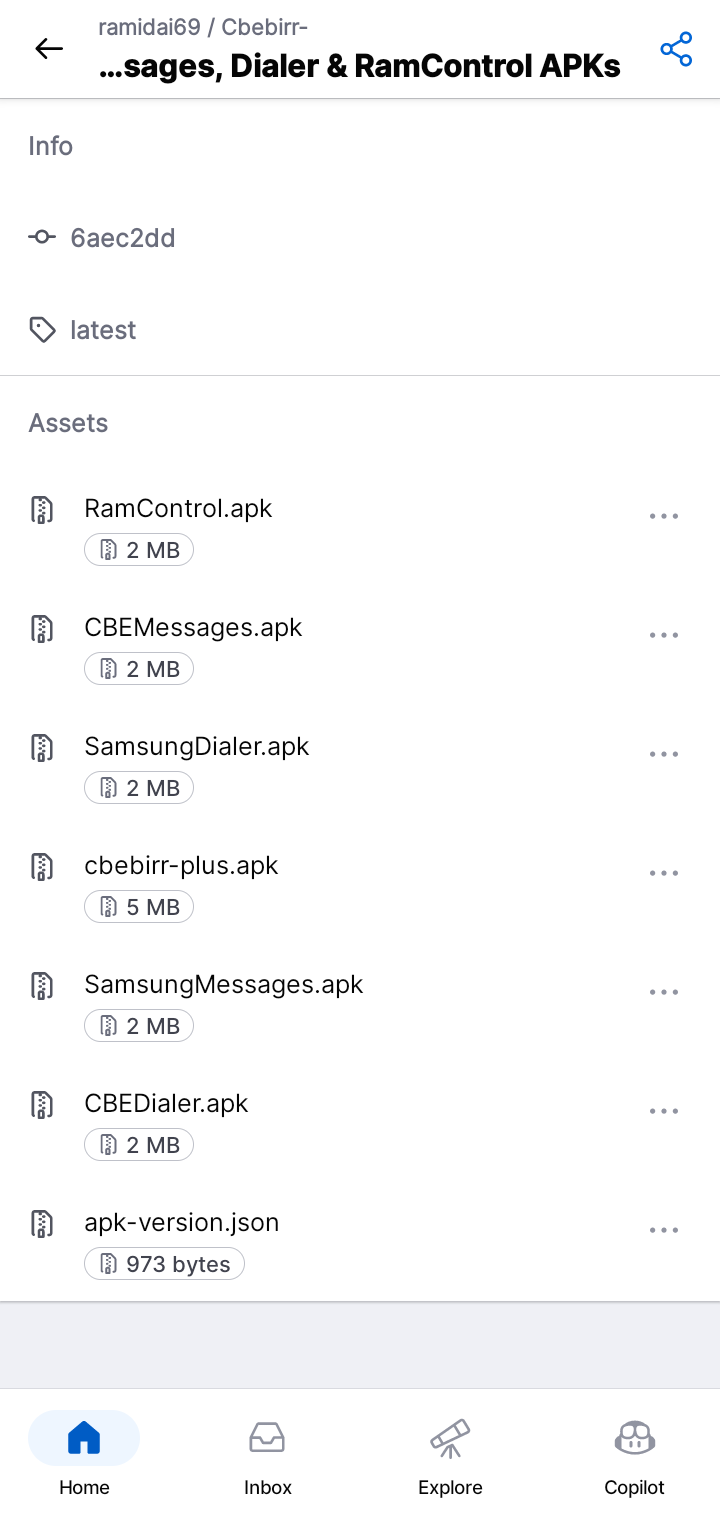 ramidai69 / Cbebirr-
...sages, Dialer & RamControl APKs
Info
6aec2dd
latest
Assets
RamControl.apk
2 MB
CBEMessages.apk
2 MB
SamsungDialer.apk
2 MB
cbebirr-plus.apk
5 MB
SamsungMessages.apk
2 MB
CBEDialer.apk
2 MB
apk-version.json
973 bytes
Home
Inbox
Explore
Copilot